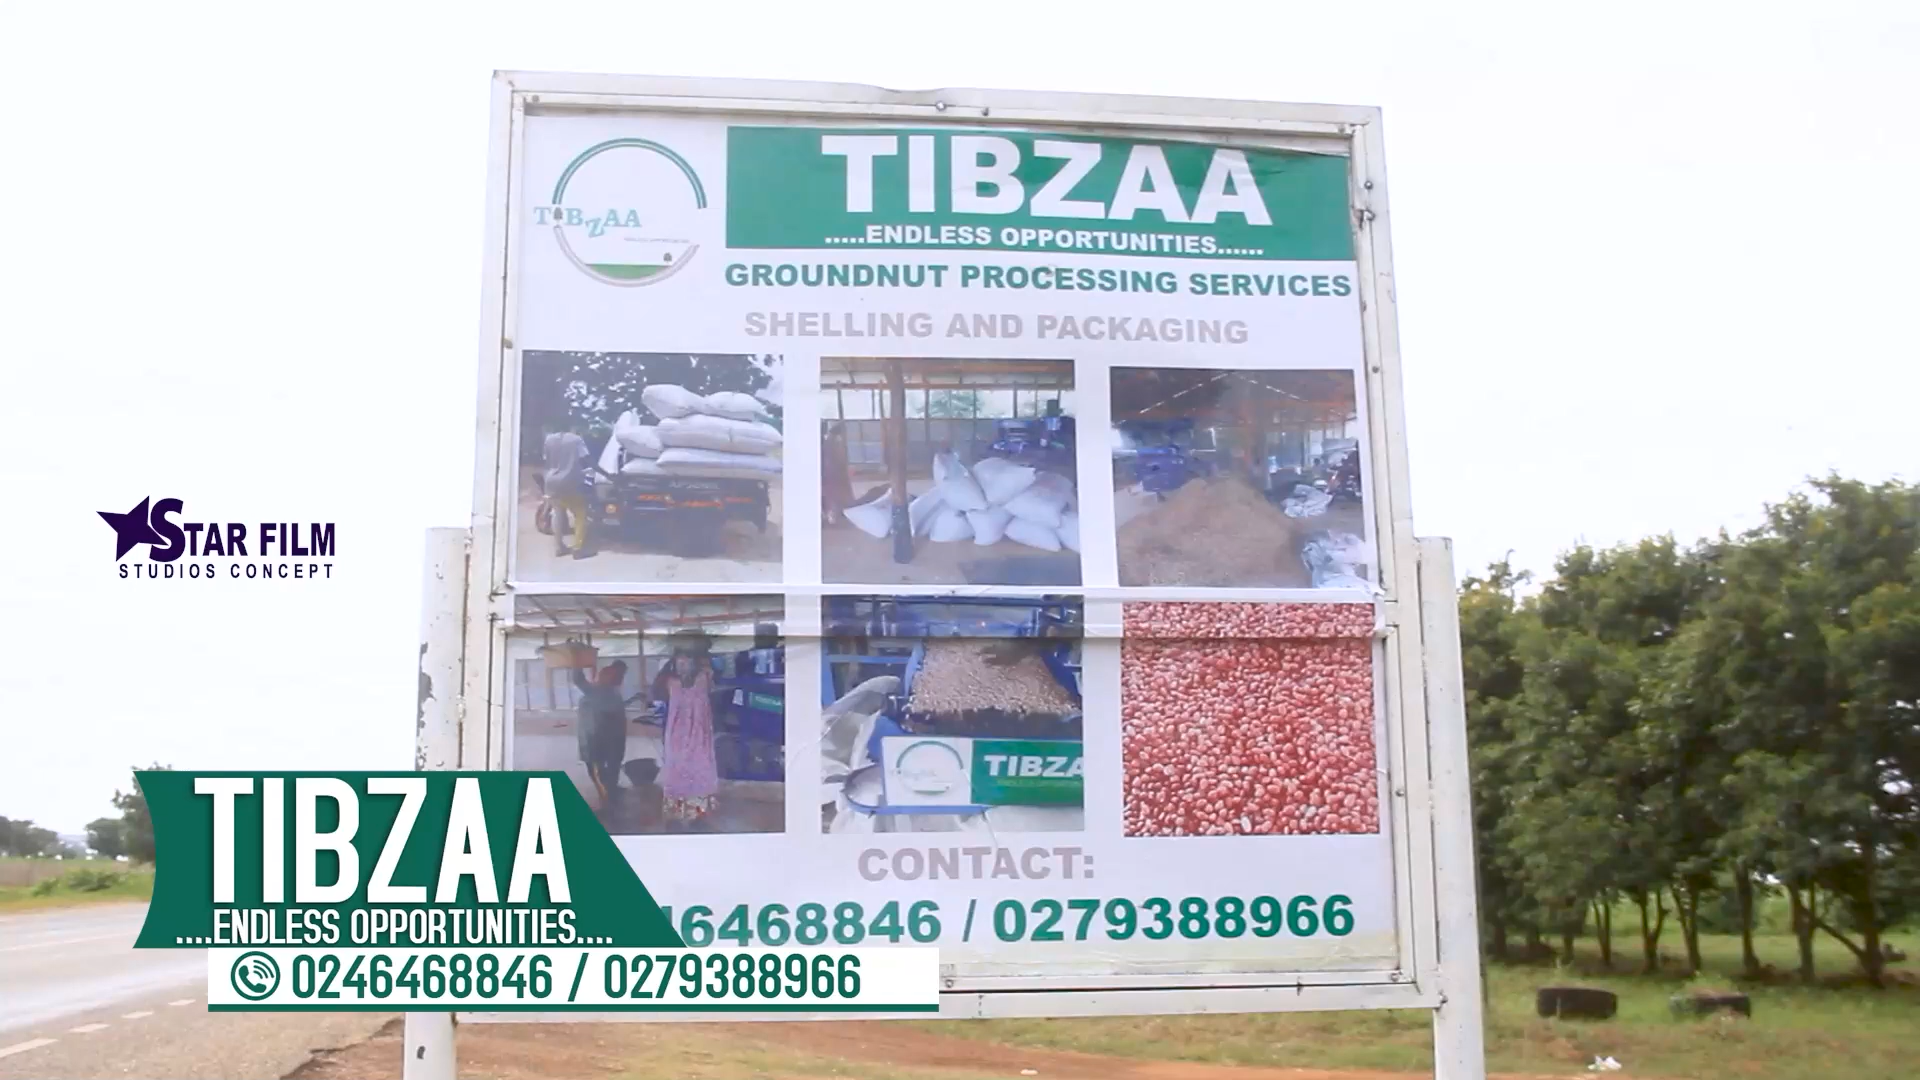 TIBZAA
TIBZAA
.....ENDLESS OPPORTUNITIES......
GROUNDNUT PROCESSING SERVICES
SHELLING AND PACKAGING
TIBZA
CONTACT:
46468846 / 0279388966
STAR FILM
STUDIOS CONCEPT
TIBZAA
....ENDLESS OPPORTUNITIES....
0246468846 / 0279388966